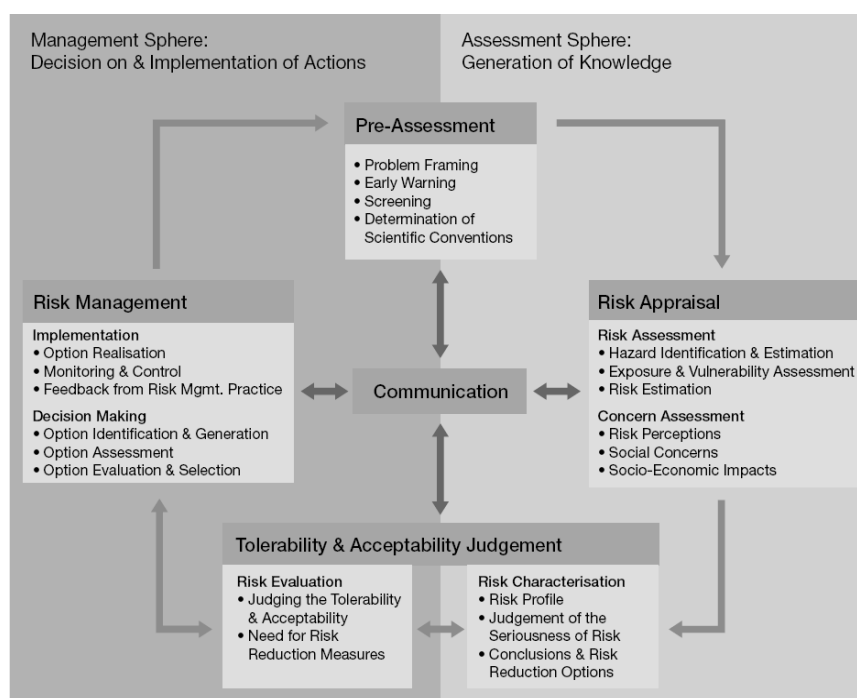 Management Sphere:
Decision on & Implementation of Actions
Assessment Sphere:
Generation of Knowledge
Pre-Assessment
• Problem Framing
• Early Warning
• Screening
• Determination of
Scientific Conventions
Risk Management
Implementation
• Option Realisation
• Monitoring & Control
• Feedback from Risk Mgmt. Practice
Decision Making
• Option Identification & Generation
• Option Assessment
• Option Evaluation & Selection
Communication
Risk Appraisal
Risk Assessment
• Hazard Identification & Estimation
• Exposure & Vulnerability Assessment
• Risk Estimation
Concern Assessment
• Risk Perceptions
• Social Concerns
• Socio-Economic Impacts
Tolerability & Acceptability Judgement
Risk Evaluation
• Judging the Tolerability
& Acceptability
• Need for Risk
Reduction Measures
Risk Characterisation
• Risk Profile
• Judgement of the
Seriousness of Risk
• Conclusions & Risk
Reduction Options